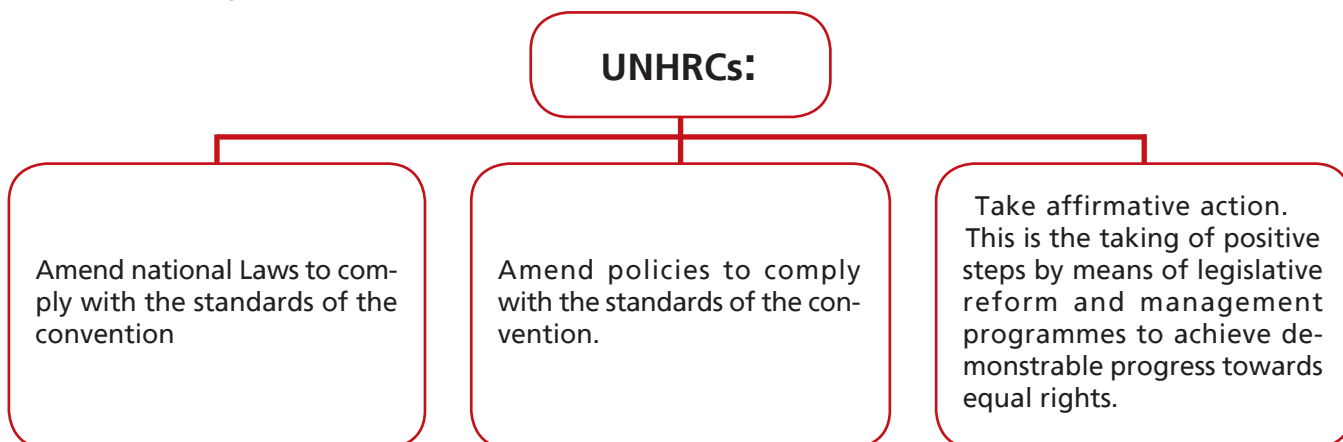 UNHRCs:
Amend national Laws to com-
ply with the standards of the
convention
Amend policies to comply
with the standards of the con-
vention.
Take affirmative action.
This is the taking of positive
steps by means of legislative
reform and management
programmes to achieve de-
monstrable progress towards
equal rights.